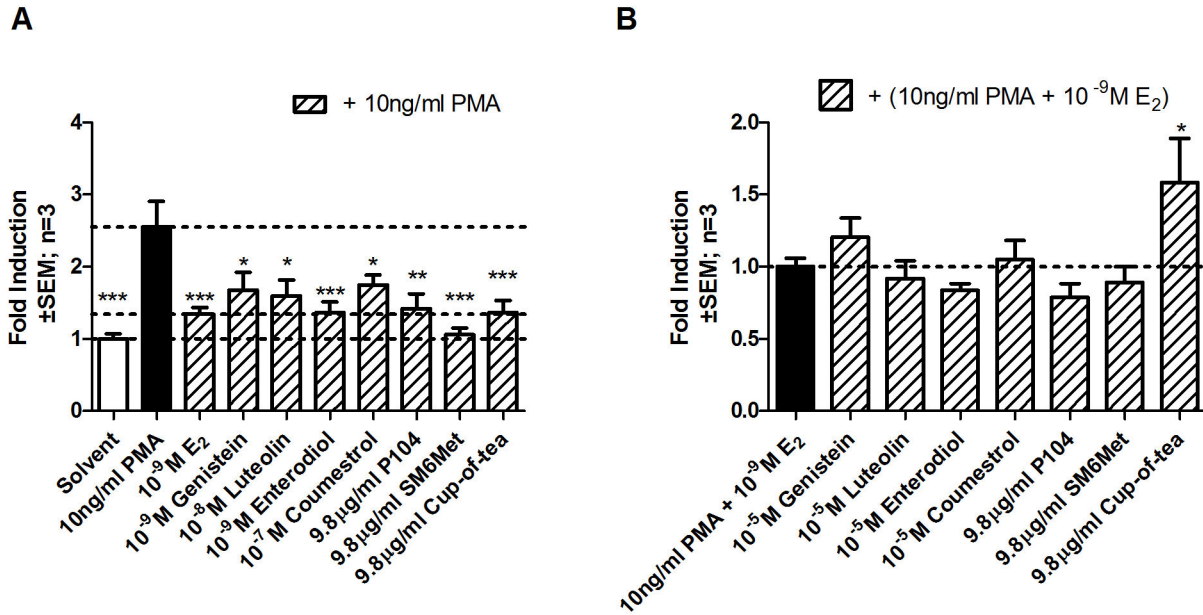 A
+ 10ng/ml PMA
Fold Induction
±SEM; n=3
4
3
2
1
0
***
***
*
*
***
*
**
***
***
Solvent
10ng/ml PMA
10⁻⁹M E₂
10⁻⁹M Genistein
10⁻⁸M Luteolin
10⁻⁹M Enterodiol
10⁻⁷M Coumestrol
9.8μg/ml P104
9.8μg/ml SM6Met
9.8μg/ml Cup-of-tea
B
+ (10ng/ml PMA + 10⁻⁹M E₂)
Fold Induction
±SEM; n=3
2.0
1.5
1.0
0.5
0.0
*
10ng/ml PMA + 10⁻⁹M E₂
10⁻⁵M Genistein
10⁻⁵M Luteolin
10⁻⁵M Enterodiol
10⁻⁵M Coumestrol
9.8μg/ml P104
9.8μg/ml SM6Met
9.8μg/ml Cup-of-tea